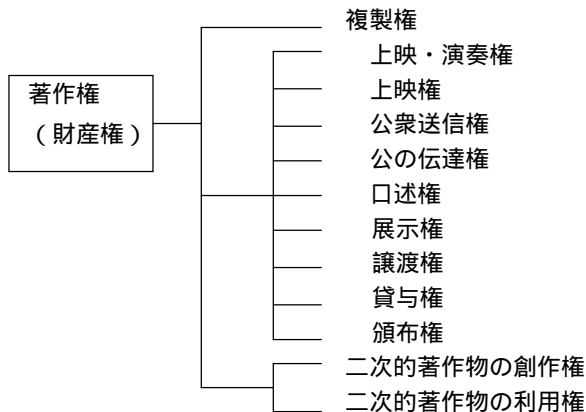 著作権
（財産権）
複製権
上映・演奏権
上映権
公衆送信権
公の伝達権
口述権
展示権
譲渡権
貸与権
頒布権
二次的著作物の創作権
二次的著作物の利用権